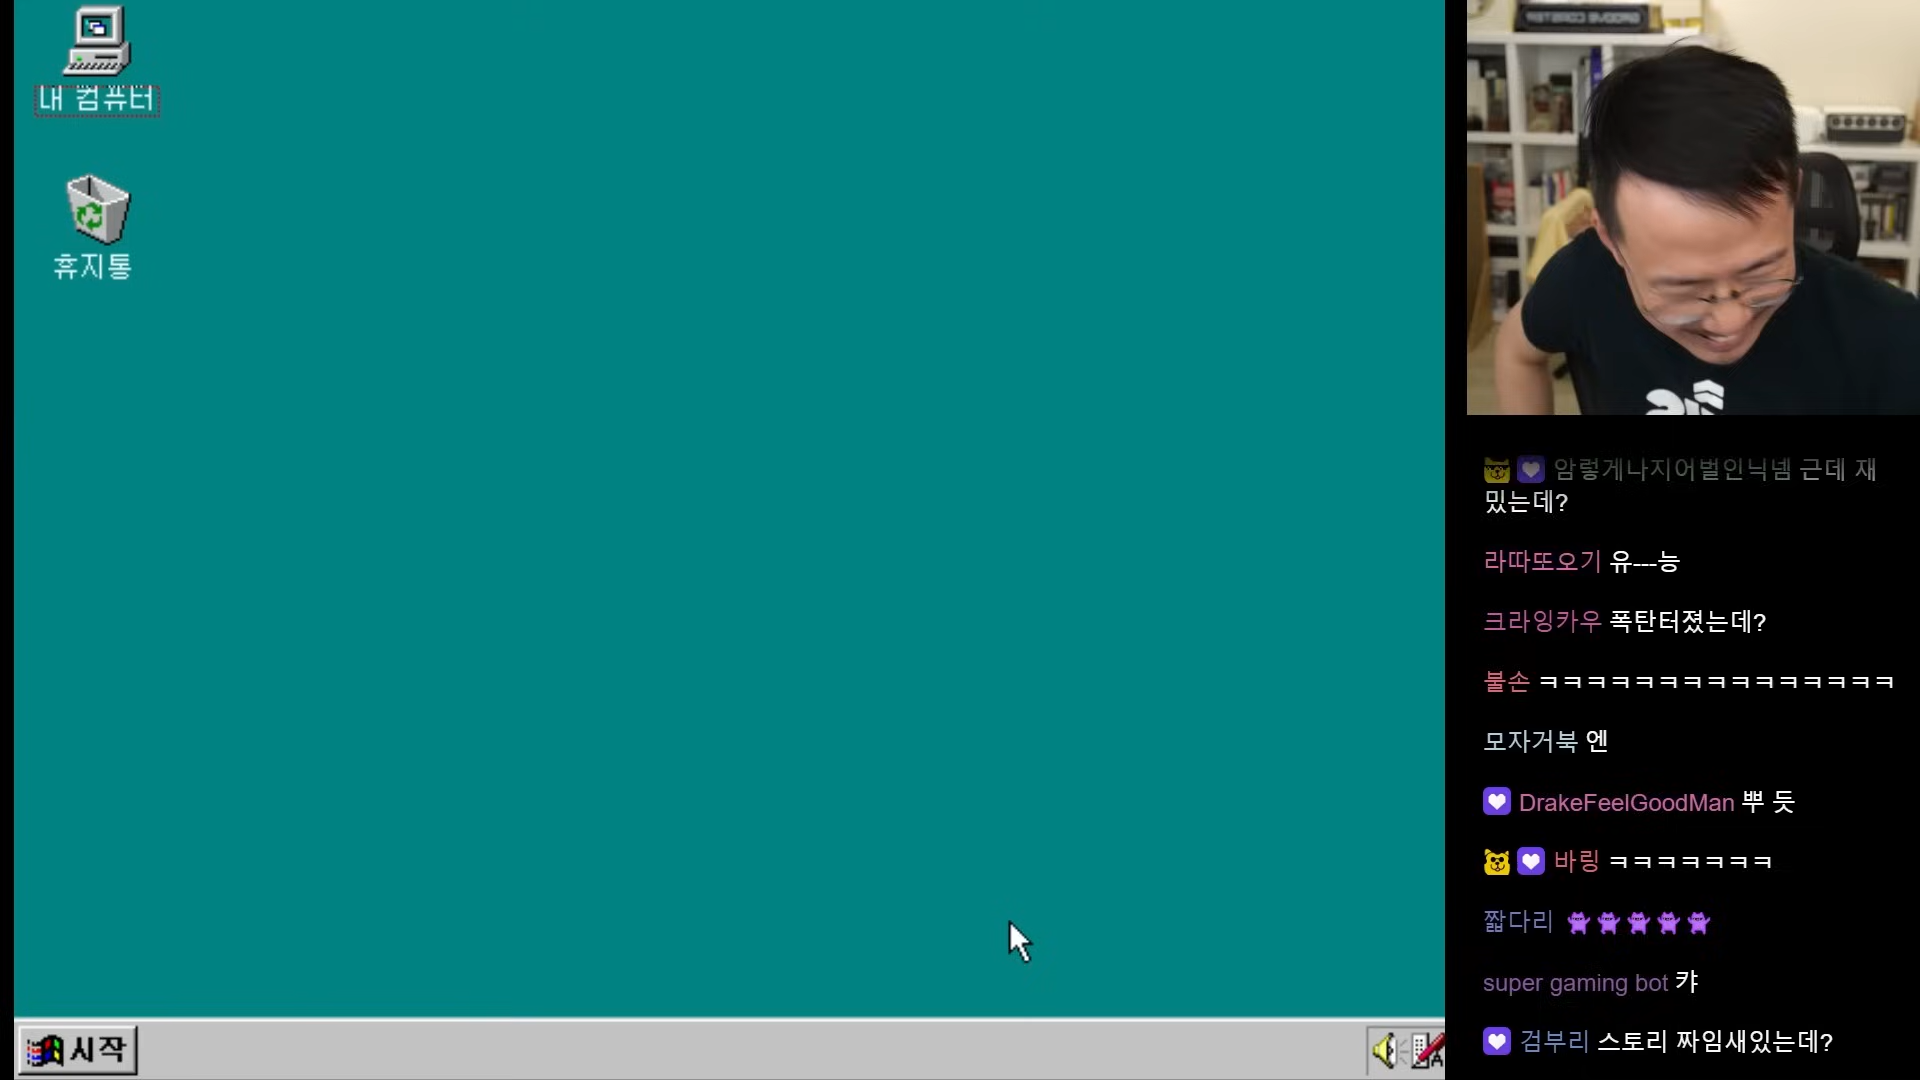 내 컴퓨터
휴지통
시작
암렇게나지어벌인닉넴 근데 재
밌는데?
라따또오기 유---능
크라잉카우 폭탄터졌는데?
불손 ㅋㅋㅋㅋㅋㅋㅋㅋㅋㅋㅋㅋㅋㅋㅋ
모자거북 엔
DrakeFeelGoodMan 뿌 듯
바링 ㅋㅋㅋㅋㅋㅋㅋ
짧다리
super gaming bot 캬
검부리 스토리 짜임새있는데?